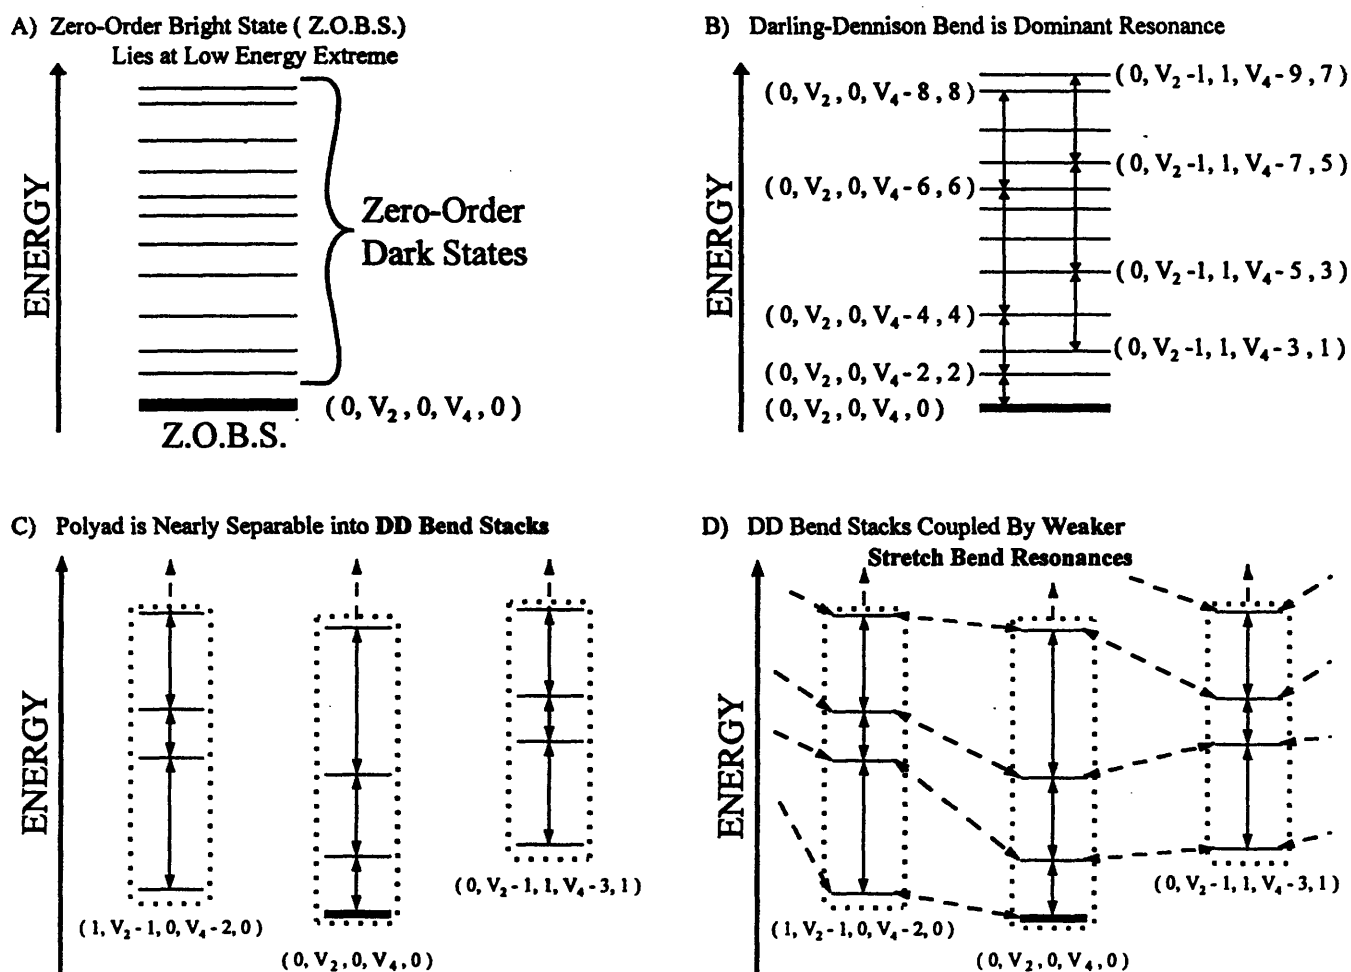 A) Zero-Order Bright State ( Z.O.B.S.)
Lies at Low Energy Extreme
ENERGY
Zero-Order
Dark States
( 0, V₂ , 0, V₄ , 0 )
Z.O.B.S.
B) Darling-Dennison Bend is Dominant Resonance
ENERGY
( 0, V₂-1, 1, V₄-9, 7)
( 0, V₂, 0, V₄-8, 8)
( 0, V₂-1, 1, V₄-7, 5)
( 0, V₂, 0, V₄-6, 6)
( 0, V₂-1, 1, V₄-5, 3)
( 0, V₂, 0, V₄-4, 4)
( 0, V₂-1, 1, V₄-3, 1)
( 0, V₂, 0, V₄-2, 2)
( 0, V₂, 0, V₄, 0)
C) Polyad is Nearly Separable into DD Bend Stacks
ENERGY
(0, V₂-1, 1, V₄-3, 1)
(1, V₂-1, 0, V₄-2, 0)
(0, V₂, 0, V₄, 0)
D) DD Bend Stacks Coupled By Weaker
Stretch Bend Resonances
ENERGY
(0, V₂-1, 1, V₄-3, 1)
(1, V₂-1, 0, V₄-2, 0)
(0, V₂, 0, V₄, 0)